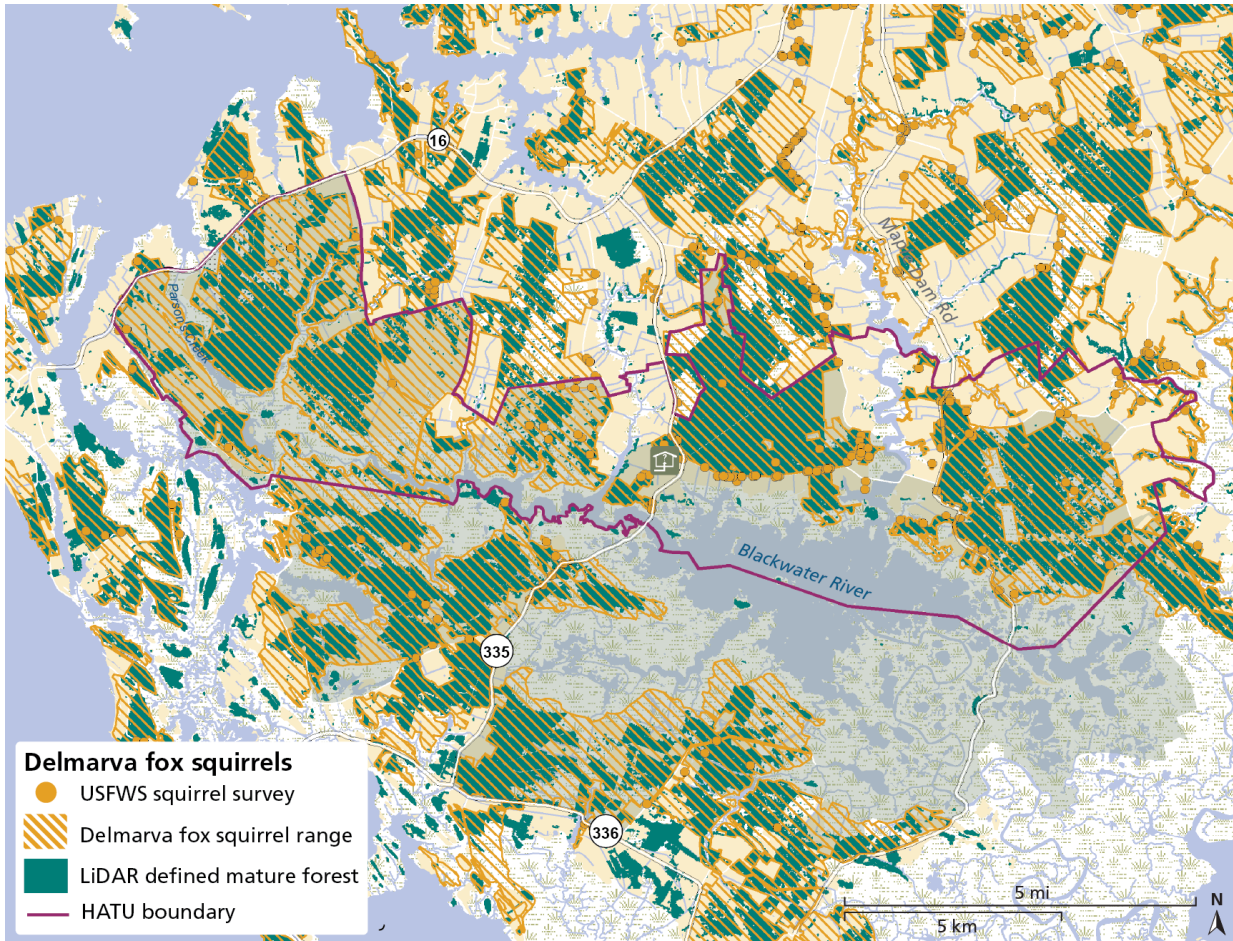 16
Maple Dam Rd
Parsons Creek
Blackwater River
335
336
Delmarva fox squirrels
USFWS squirrel survey
Delmarva fox squirrel range
LiDAR defined mature forest
HATU boundary
5 mi
5 km
N